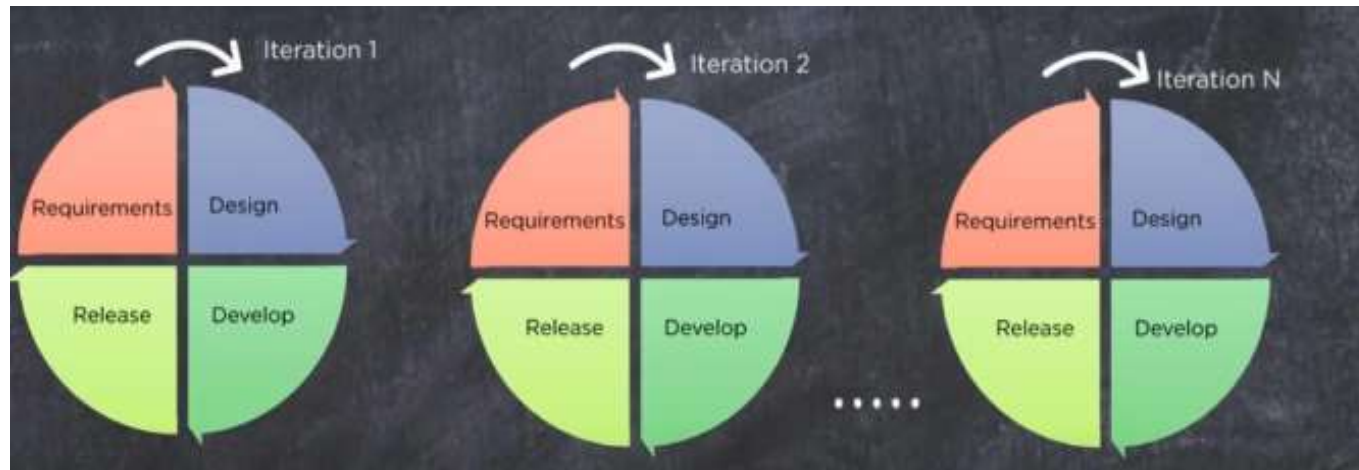 Iteration 1
Requirements
Design
Release
Develop
Iteration 2
Requirements
Design
Release
Develop
.....
Iteration N
Requirements
Design
Release
Develop